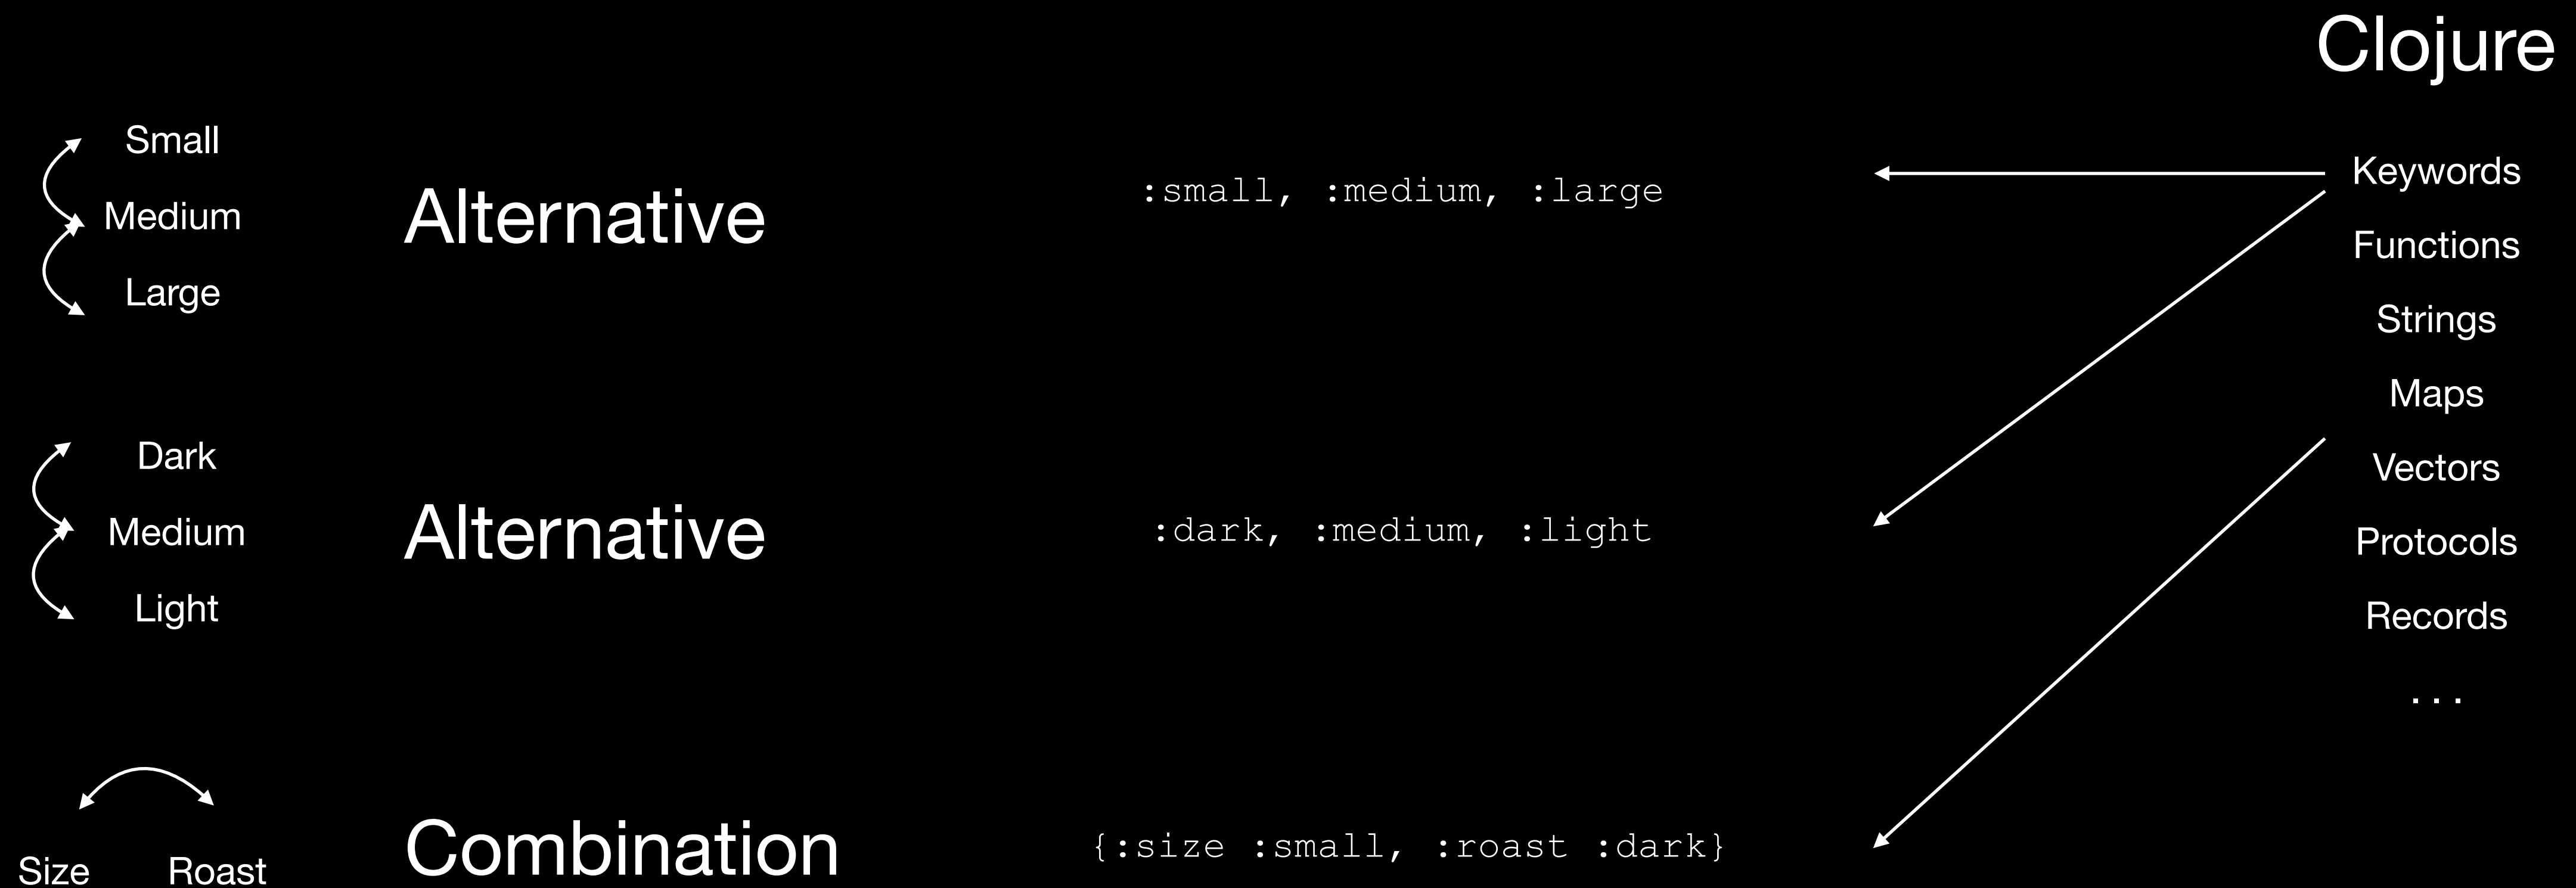 Clojure
Small
Medium
Large
Alternative
:small, :medium, :large
Dark
Medium
Light
Alternative
:dark, :medium, :light
Size Roast
Combination
{:size :small, :roast :dark}
Keywords
Functions
Strings
Maps
Vectors
Protocols
Records
...